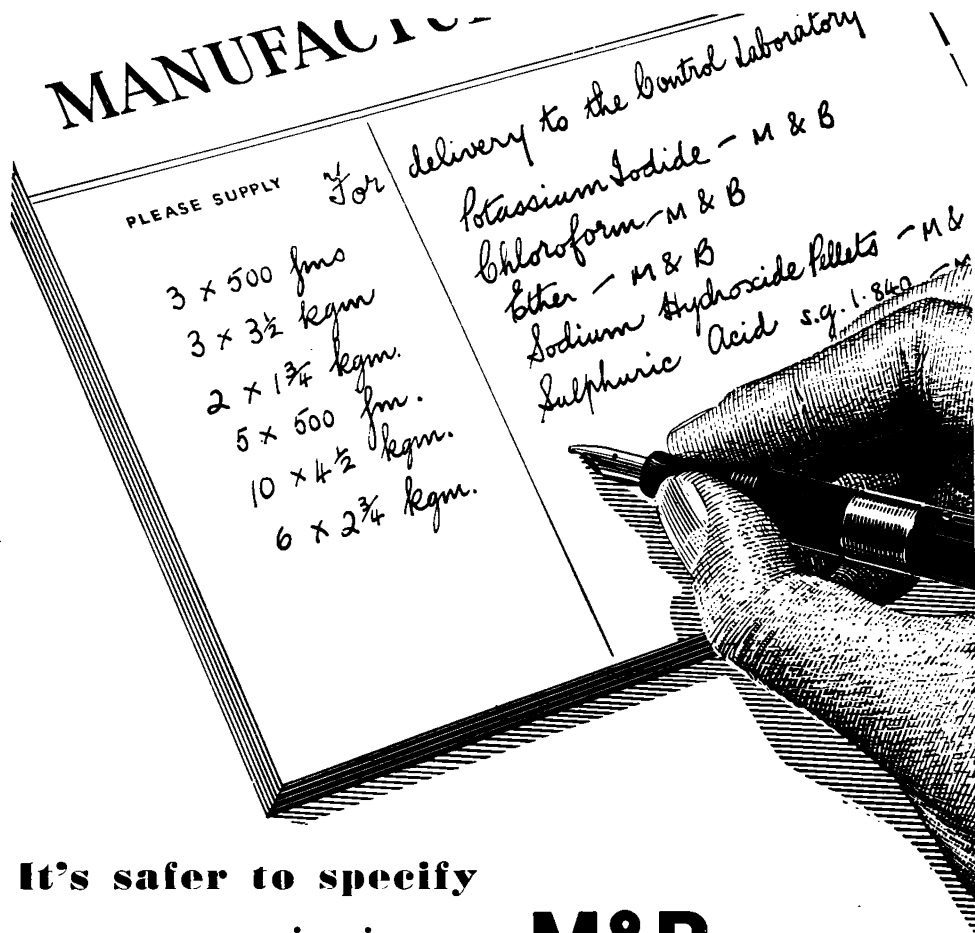 MANUFACTU
PLEASE SUPPLY
For delivery to the Control Laboratory
3 x 500 gms Potassium Iodide - M & B
3 x 3½ kgm Chloroform - M & B
2 x 1¾ kgm. Ether - M & B
5 x 500 gm. Sodium Hydroxide Pellets - M &
10 x 4½ kgm. Sulphuric Acid s.g. 1.840 - M
6 x 2¾ kgm.
It's safer to specify
M&B